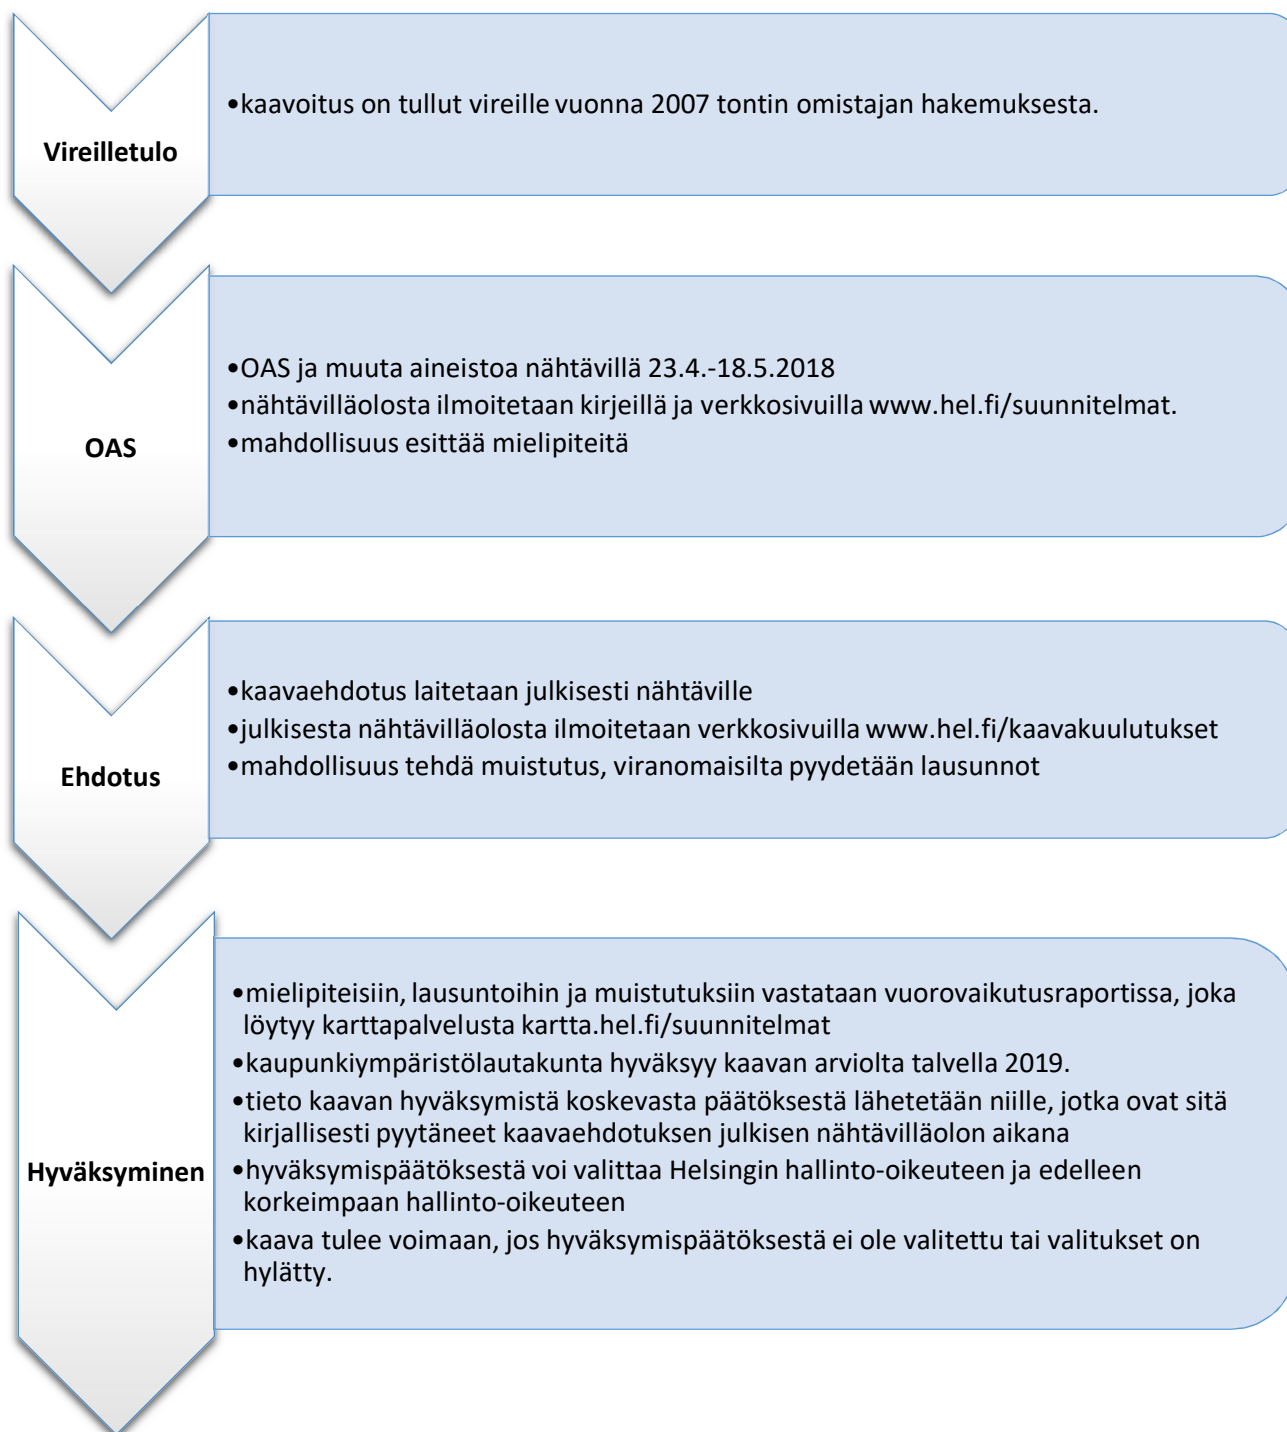 Vireilletulo
•kaavoitus on tullut vireille vuonna 2007 tontin omistajan hakemuksesta.
OAS
•OAS ja muuta aineistoa nähtävillä 23.4.-18.5.2018
•nähtävilläolosta ilmoitetaan kirjeillä ja verkkosivuilla www.hel.fi/suunnitelmat.
•mahdollisuus esittää mielipiteitä
Ehdotus
•kaavaehdotus laitetaan julkisesti nähtäville
•julkisesta nähtävilläolosta ilmoitetaan verkkosivuilla www.hel.fi/kaavakuulutukset
•mahdollisuus tehdä muistutus, viranomaisilta pyydetään lausunnot
Hyväksyminen
•mielipiteisiin, lausuntoihin ja muistutuksiin vastataan vuorovaikutusraportissa, joka
löytyy karttapalvelusta kartta.hel.fi/suunnitelmat
•kaupunkiympäristölautakunta hyväksyy kaavan arviolta talvella 2019.
•tieto kaavan hyväksymistä koskevasta päätöksestä lähetetään niille, jotka ovat sitä
kirjallisesti pyytäneet kaavaehdotuksen julkisen nähtävilläolon aikana
•hyväksymispäätöksestä voi valittaa Helsingin hallinto-oikeuteen ja edelleen
korkeimpaan hallinto-oikeuteen
•kaava tulee voimaan, jos hyväksymispäätöksestä ei ole valitettu tai valitukset on
hylätty.